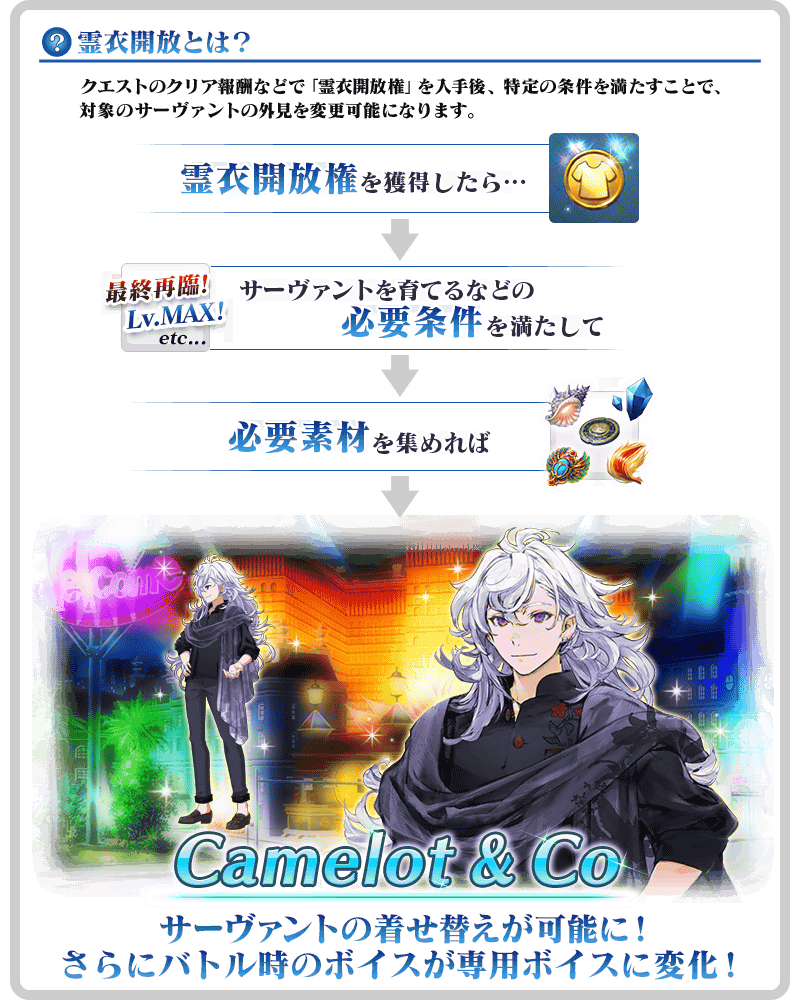 霊衣開放とは?
クエストのクリア報酬などで「霊衣開放権」を入手後、特定の条件を満たすことで、
対象のサーヴァントの外見を変更可能になります。
霊衣開放権を獲得したら…
最終再臨!
Lv.MAX!
etc...
サーヴァントを育てるなどの
必要条件を満たして
必要素材を集めれば
Camelot & Co
サーヴァントの着せ替えが可能に!
さらにバトル時のボイスが専用ボイスに変化!